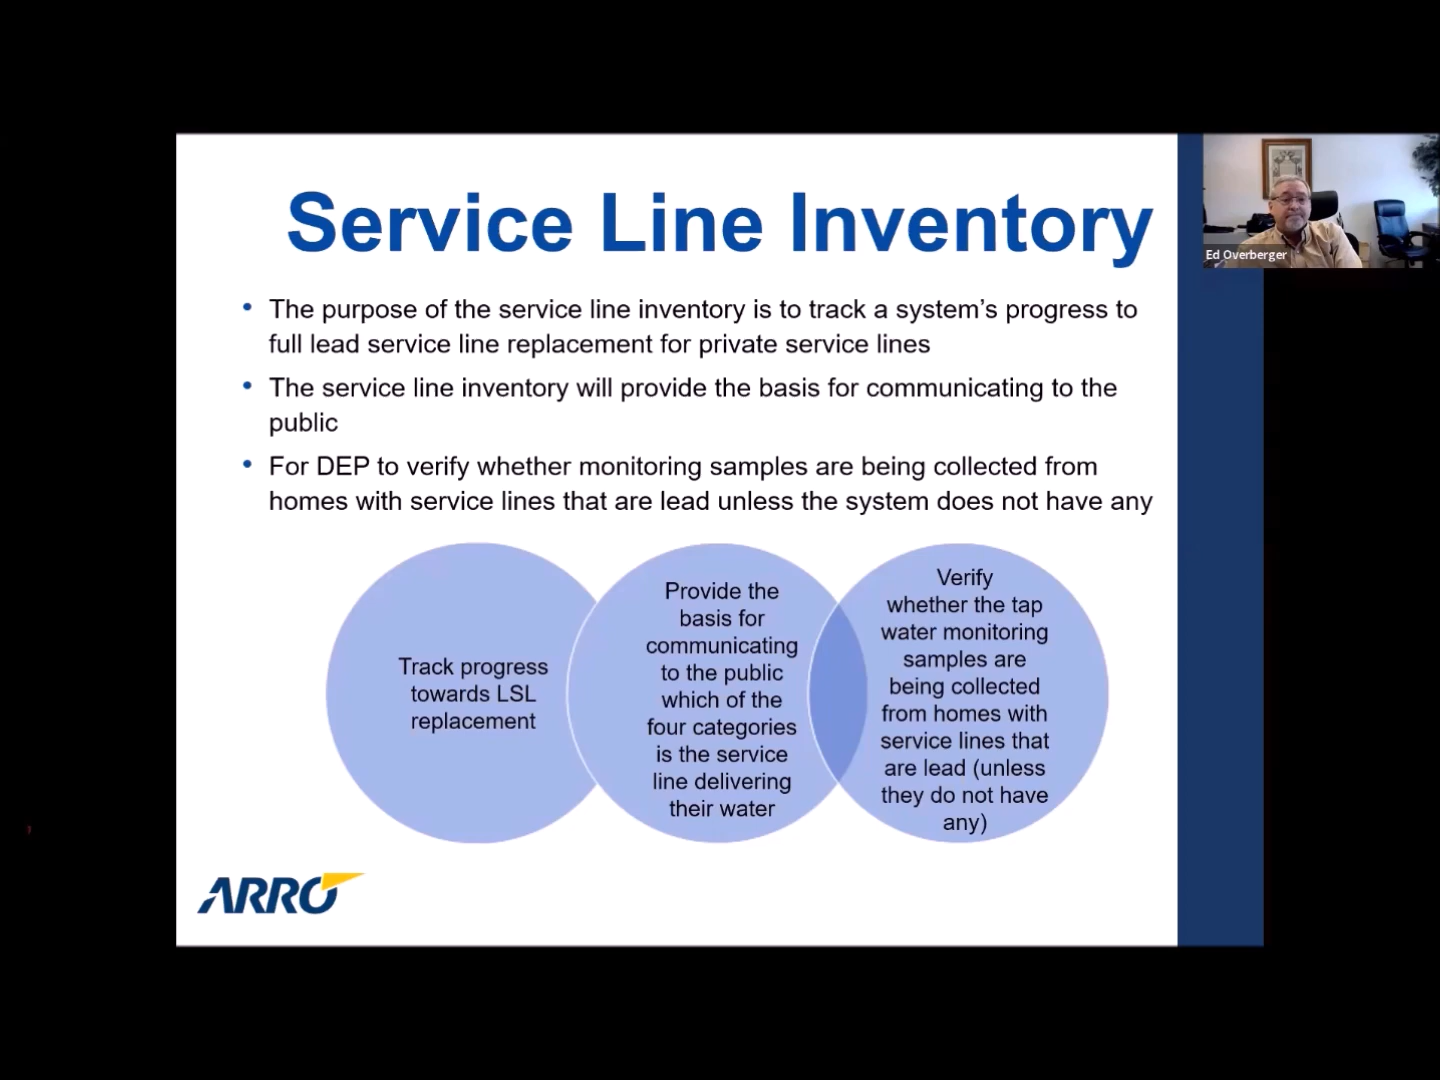 Service Line Inventory
• The purpose of the service line inventory is to track a system’s progress to
full lead service line replacement for private service lines
• The service line inventory will provide the basis for communicating to the
public
• For DEP to verify whether monitoring samples are being collected from
homes with service lines that are lead unless the system does not have any
Track progress
towards LSL
replacement
Provide the
basis for
communicating
to the public
which of the
four categories
is the service
line delivering
their water
Verify
whether the tap
water monitoring
samples are
being collected
from homes with
service lines that
are lead (unless
they do not have
any)
ARRO
Ed Overberger